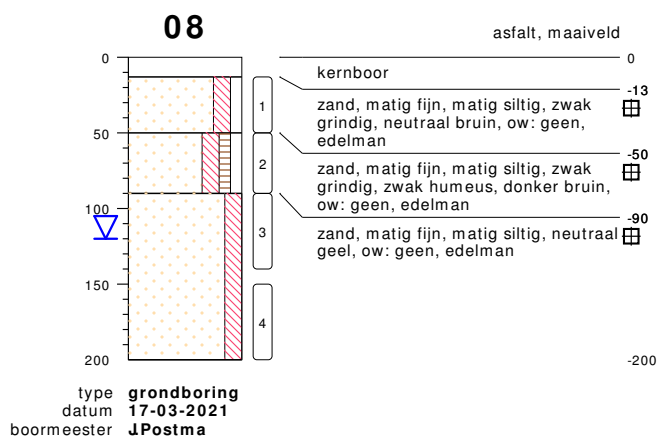 08
asfalt, maaiveld
0
0
kernboor
-13
zand, matig fijn, matig siltig, zwak
grindig, neutraal bruin, ow: geen,
edelman
1
50
-50
zand, matig fijn, matig siltig, zwak
grindig, zwak humeus, donker bruin,
ow: geen, edelman
2
100
-90
zand, matig fijn, matig siltig, neutraal
geel, ow: geen, edelman
3
150
4
200
-200
type grondboring
datum 17-03-2021
boormeester J.Postma